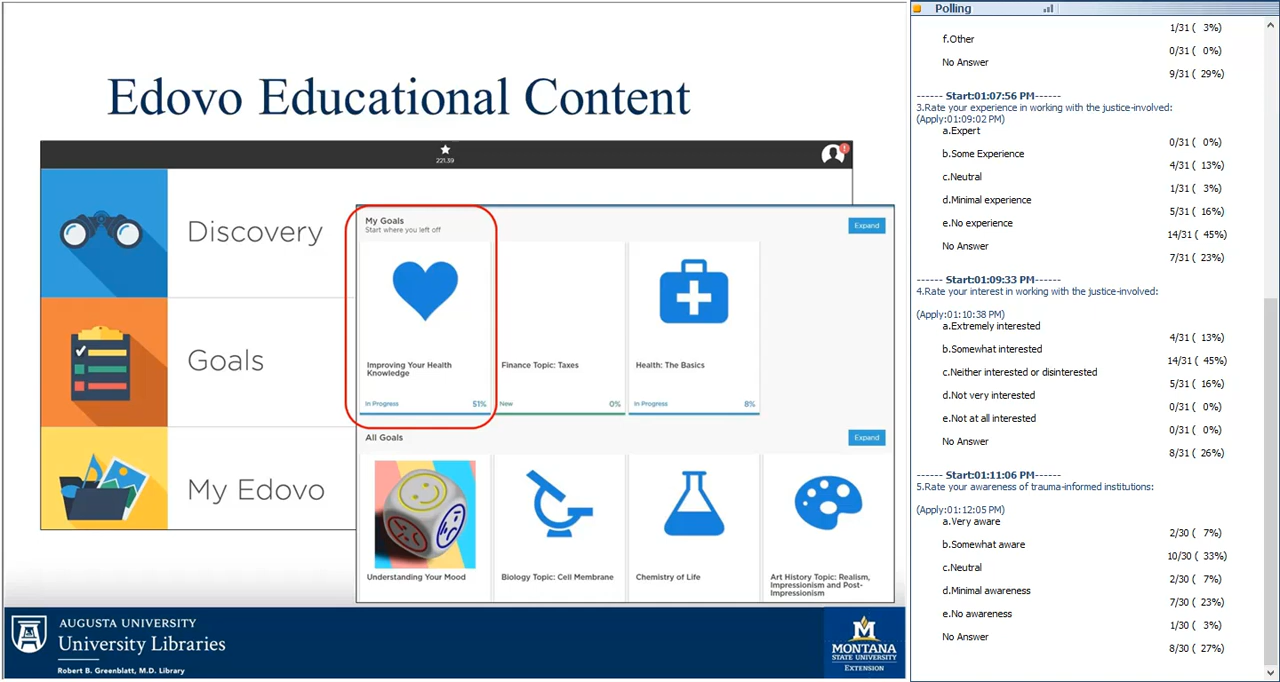 Edovo Educational Content
221.39
!
Discovery
Goals
My Edovo
My Goals
Start where you left off
Expand
Improving Your Health
Knowledge
In Progress 51%
Finance Topic: Taxes
New 0%
Health: The Basics
In Progress 8%
All Goals
Expand
Understanding Your Mood
Biology Topic: Cell Membrane
Chemistry of Life
Art History Topic: Realism,
Impressionism and Post-
Impressionism
AUGUSTA UNIVERSITY
University Libraries
Robert B. Greenblatt, M.D. Library
MONTANA
STATE UNIVERSITY
EXTENSION
Polling
1/31 ( 3%)
f.Other
0/31 ( 0%)
No Answer
9/31 ( 29%)
------ Start:01:07:56 PM------
3.Rate your experience in working with the justice-involved:
(Apply:01:09:02 PM)
a.Expert
0/31 ( 0%)
b.Some Experience
4/31 ( 13%)
c.Neutral
1/31 ( 3%)
d.Minimal experience
5/31 ( 16%)
e.No experience
14/31 ( 45%)
No Answer
7/31 ( 23%)
------ Start:01:09:33 PM------
4.Rate your interest in working with the justice-involved:
(Apply:01:10:38 PM)
a.Extremely interested
4/31 ( 13%)
b.Somewhat interested
14/31 ( 45%)
c.Neither interested or disinterested
5/31 ( 16%)
d.Not very interested
0/31 ( 0%)
e.Not at all interested
0/31 ( 0%)
No Answer
8/31 ( 26%)
------ Start:01:11:06 PM------
5.Rate your awareness of trauma-informed institutions:
(Apply:01:12:05 PM)
a.Very aware
2/30 ( 7%)
b.Somewhat aware
10/30 ( 33%)
c.Neutral
2/30 ( 7%)
d.Minimal awareness
7/30 ( 23%)
e.No awareness
1/30 ( 3%)
No Answer
8/30 ( 27%)